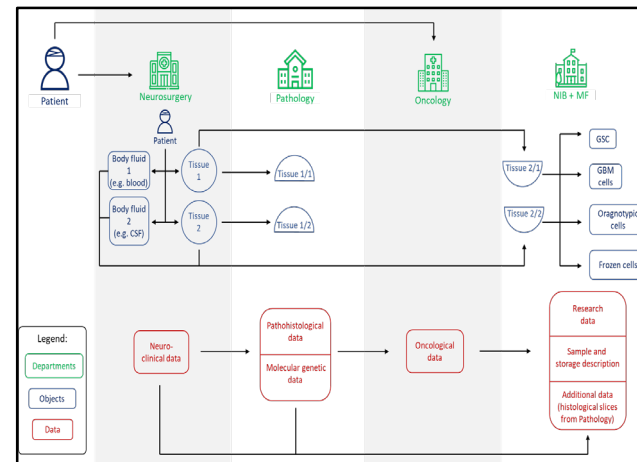 Patient
Neurosurgery
Pathology
Oncology
NIB + MF
Patient
Body fluid
1
(e.g. blood)
Tissue
1
Tissue 1/1
Tissue 2/1
GSC
GBM
cells
Body fluid
2
(e.g. CSF)
Tissue
2
Tissue 1/2
Tissue 2/2
Oragnotypic
cells
Frozen cells
Legend:
Departments
Objects
Data
Neuro-
clinical data
Pathohistological
data
Molecular genetic
data
Oncological
data
Research
data
Sample and
storage description
Additional data
(histological slices
from Pathology)